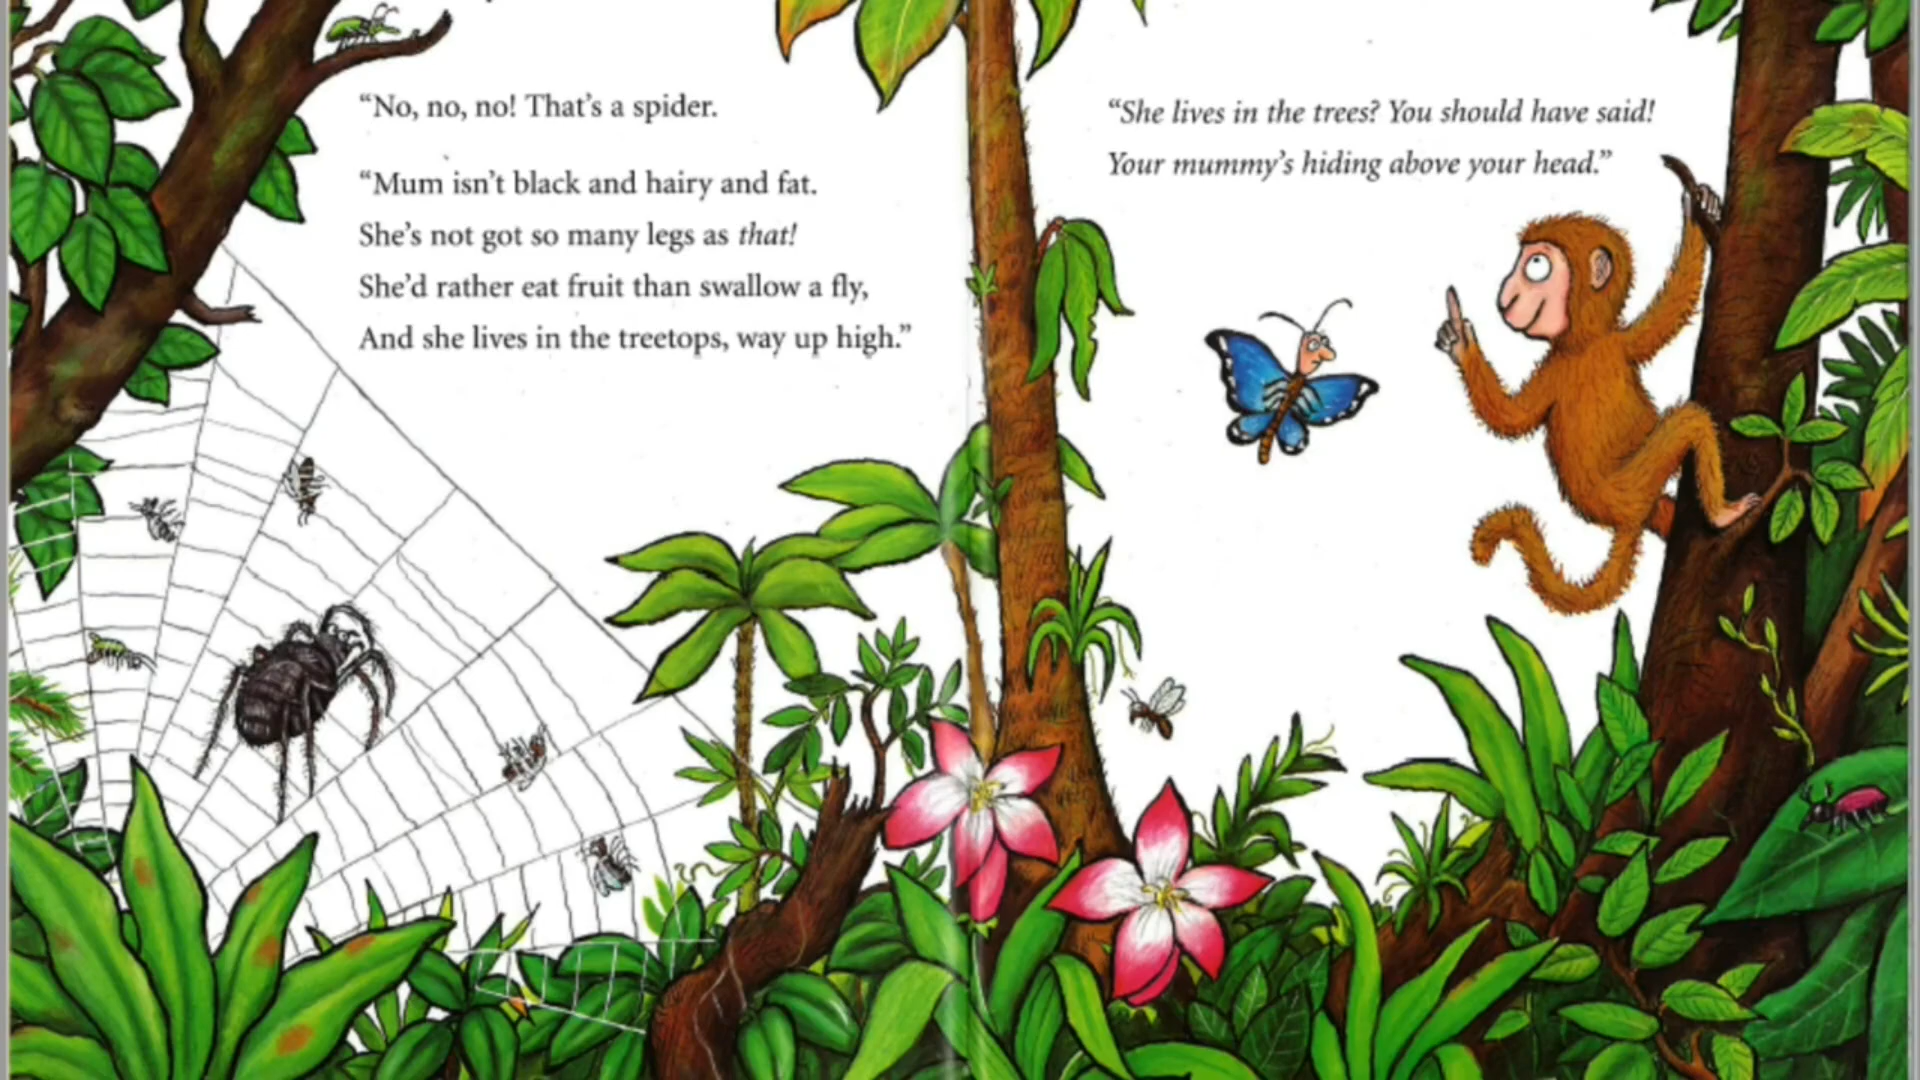 “No, no, no! That’s a spider.
“Mum isn’t black and hairy and fat.
She’s not got so many legs as that!
She’d rather eat fruit than swallow a fly,
And she lives in the treetops, way up high.”
“She lives in the trees? You should have said!
Your mummy’s hiding above your head.”